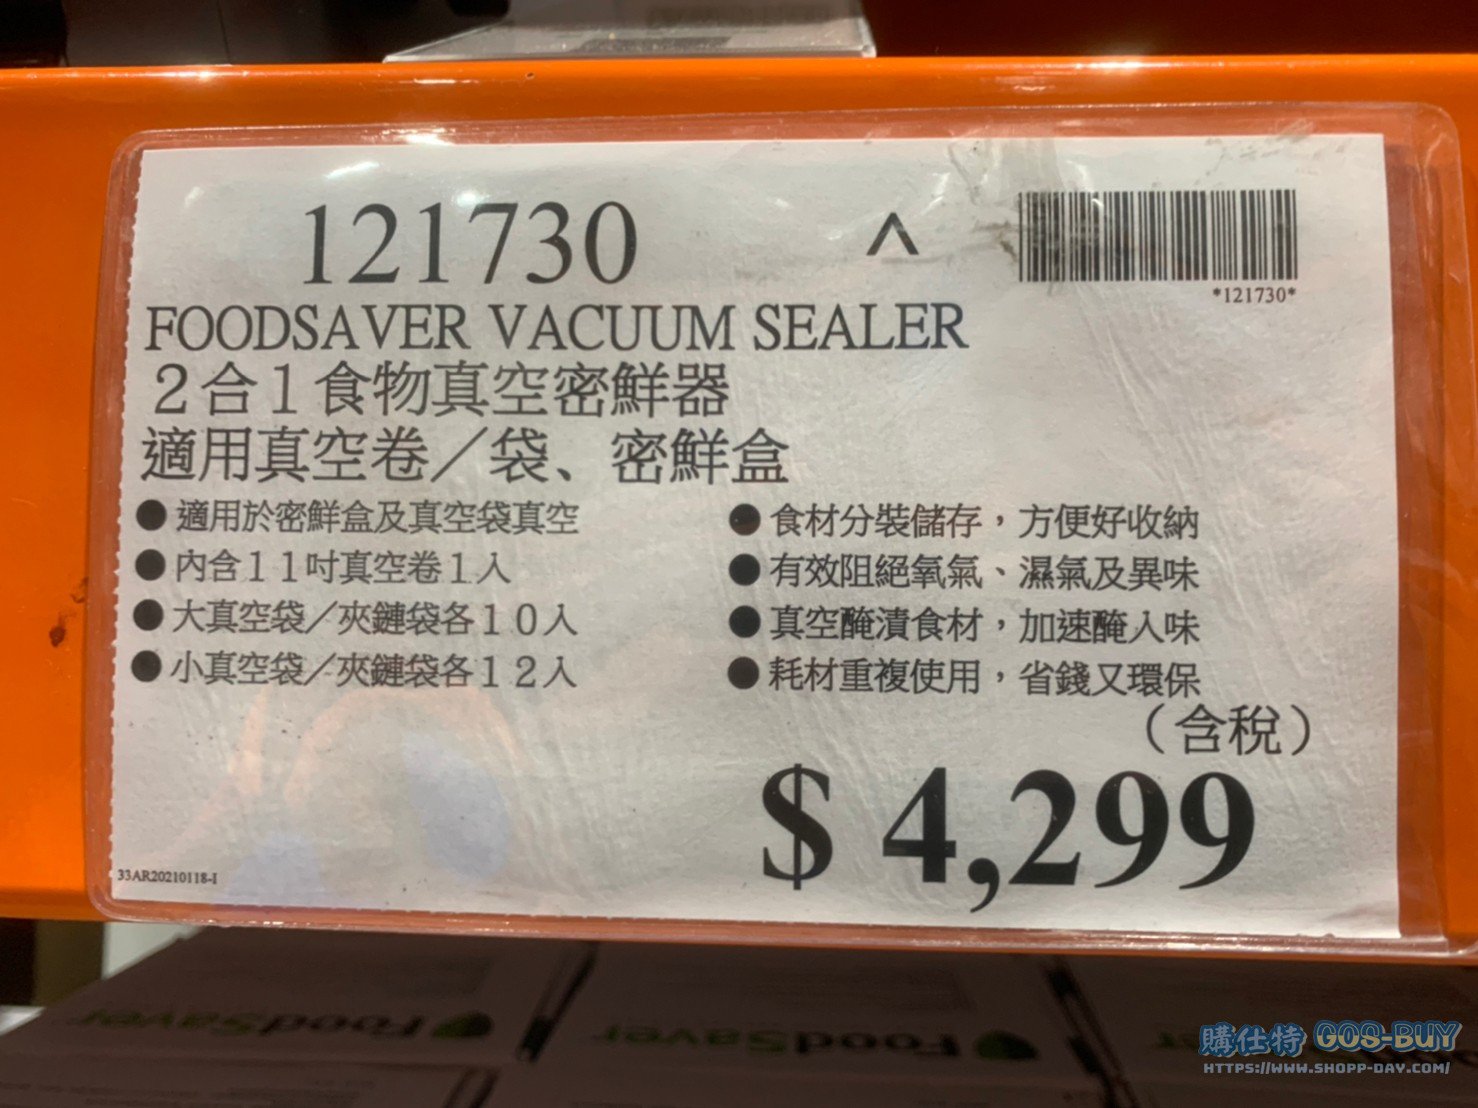 121730
^
*121730*
FOODSAVER VACUUM SEALER
２合１食物真空密鮮器
適用真空卷／袋、密鮮盒
●適用於密鮮盒及真空袋真空
●內含１１吋真空卷１入
●大真空袋／夾鏈袋各１０入
●小真空袋／夾鏈袋各１２入
●食材分裝儲存，方便好收納
●有效阻絕氧氣、濕氣及異味
●真空醃漬食材，加速醃入味
●耗材重複使用，省錢又環保
（含稅）
$ 4,299
33AR20210118-I
FoodSaver
FoodSaver
購仕特 GOS-BUY
HTTPS://WWW.SHOPP-DAY.COM/